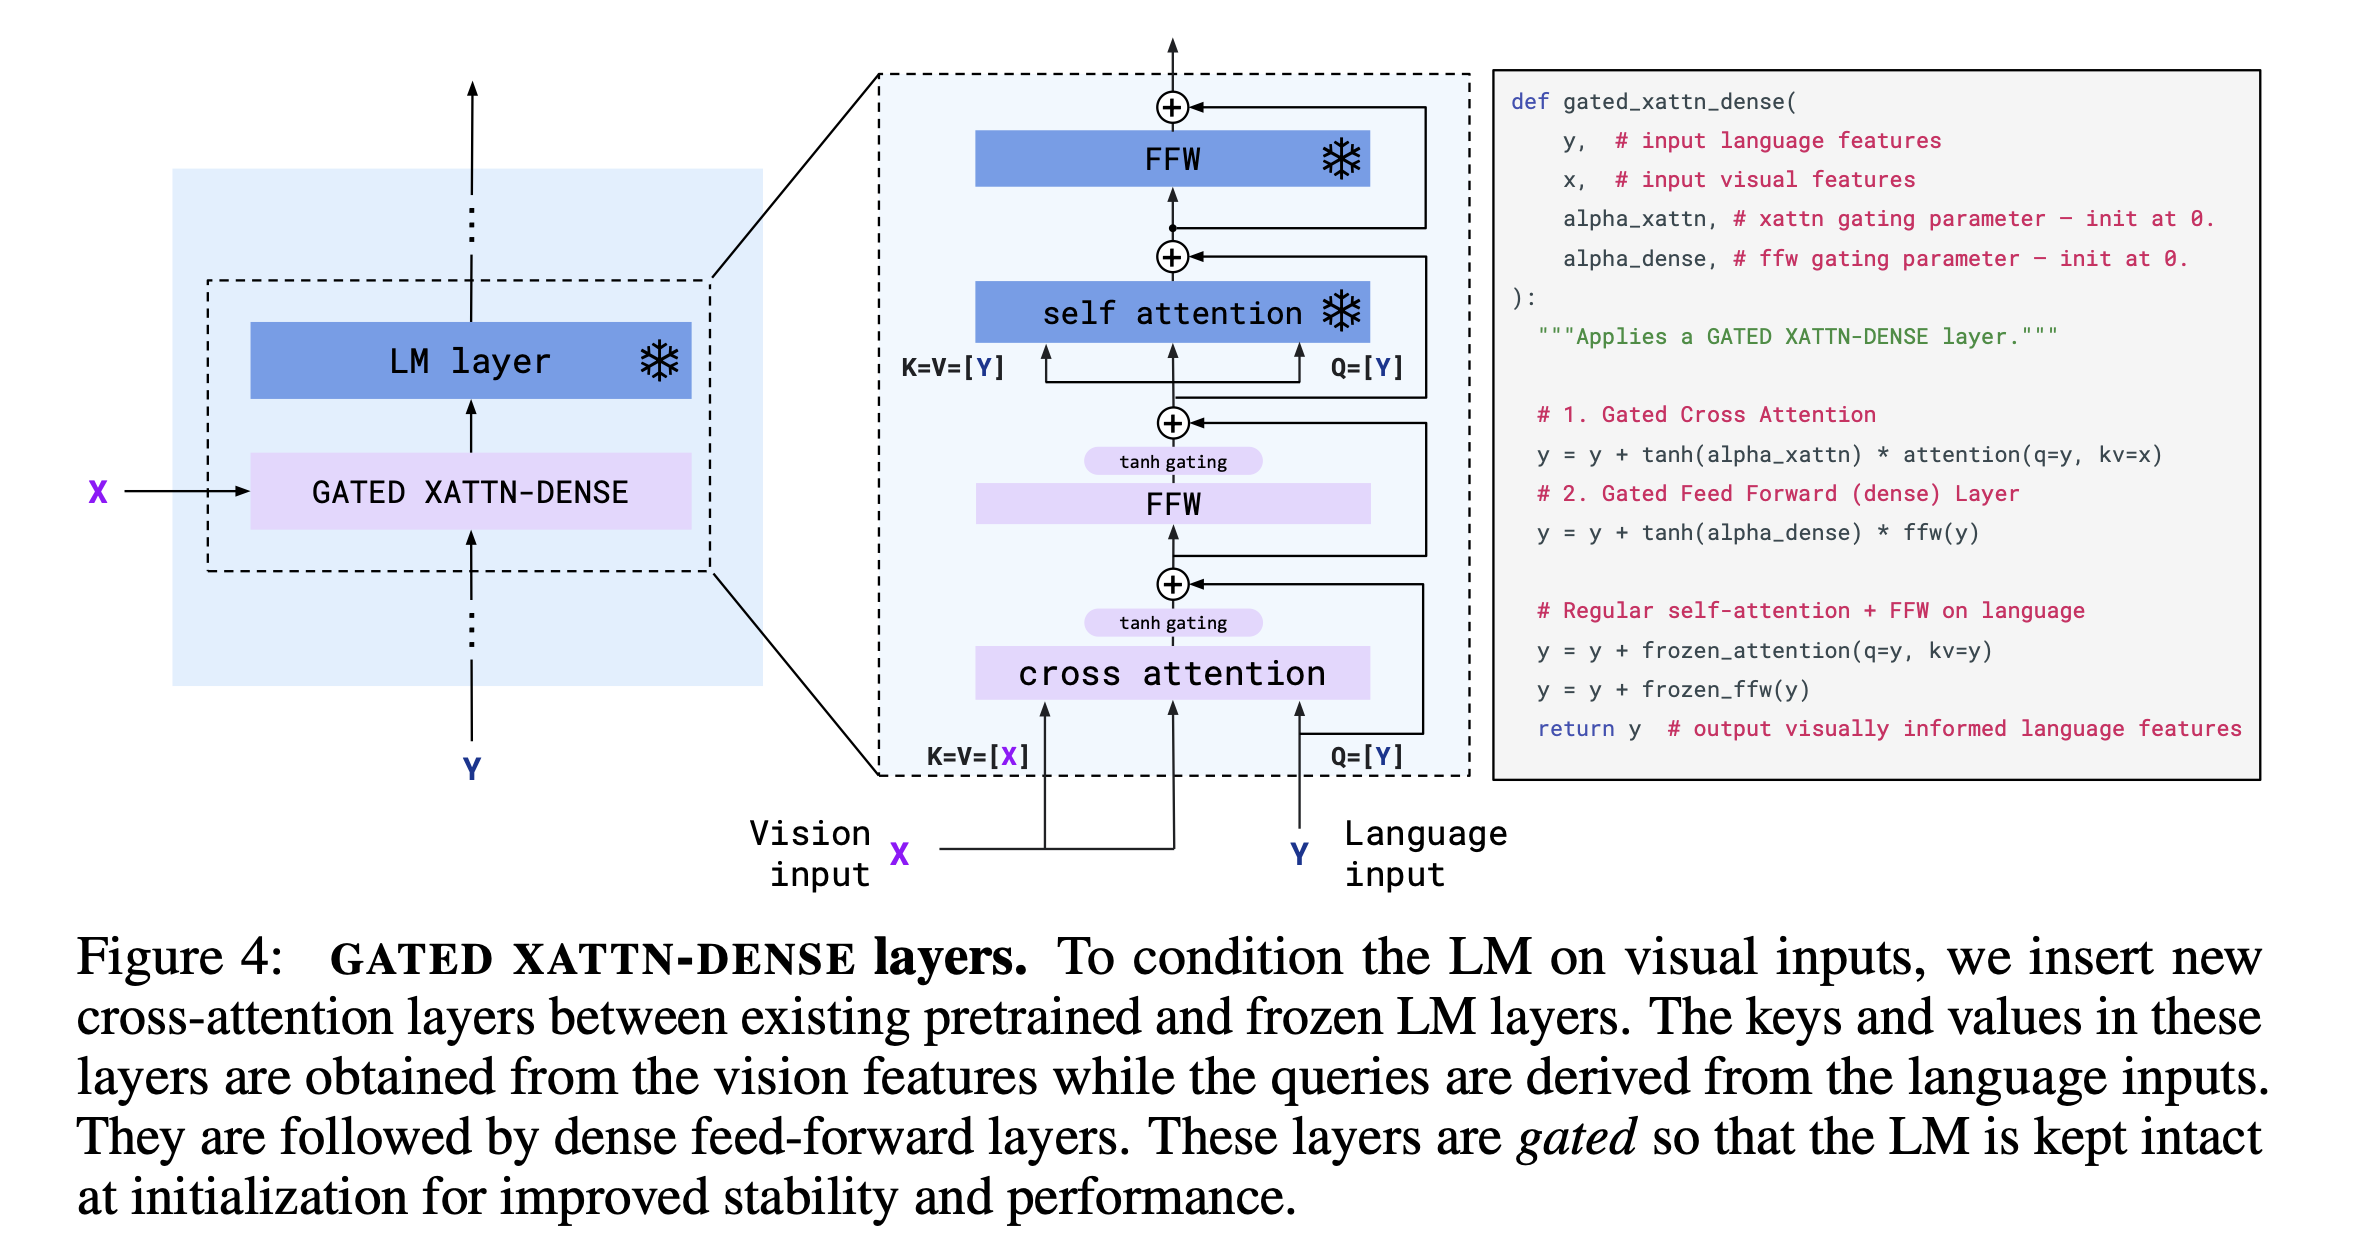 LM layer
X
GATED XATTN-DENSE
Y
FFW
self attention
K=V=[Y]
Q=[Y]
tanh gating
FFW
tanh gating
cross attention
K=V=[X]
Q=[Y]
Vision
input
X
Y
Language
input
def gated_xattn_dense(
y,  # input language features
x,  # input visual features
alpha_xattn, # xattn gating parameter – init at 0.
alpha_dense, # ffw gating parameter – init at 0.
):
"""Applies a GATED XATTN-DENSE layer."""
# 1. Gated Cross Attention
y = y + tanh(alpha_xattn) * attention(q=y, kv=x)
# 2. Gated Feed Forward (dense) Layer
y = y + tanh(alpha_dense) * ffw(y)
# Regular self-attention + FFW on language
y = y + frozen_attention(q=y, kv=y)
y = y + frozen_ffw(y)
return y  # output visually informed language features
Figure 4: GATED XATTN-DENSE layers. To condition the LM on visual inputs, we insert new
cross-attention layers between existing pretrained and frozen LM layers. The keys and values in these
layers are obtained from the vision features while the queries are derived from the language inputs.
They are followed by dense feed-forward layers. These layers are gated so that the LM is kept intact
at initialization for improved stability and performance.